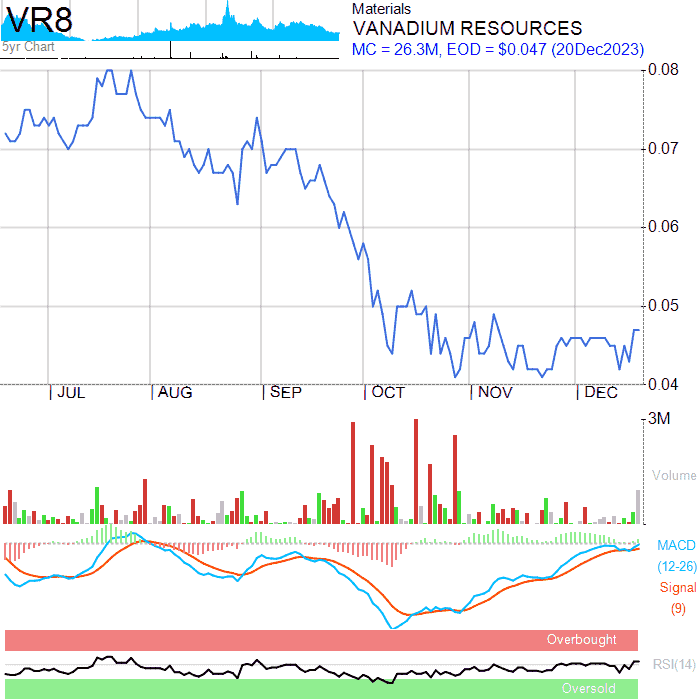 VR8
5yr Chart
Materials
VANADIUM RESOURCES
MC = 26.3M, EOD = $0.047 (20Dec2023)
0.08
0.07
0.06
0.05
0.04
JUL AUG SEP OCT NOV DEC
3M
Volume
MACD
(12-26)
Signal
(9)
Overbought
RSI(14)
Oversold